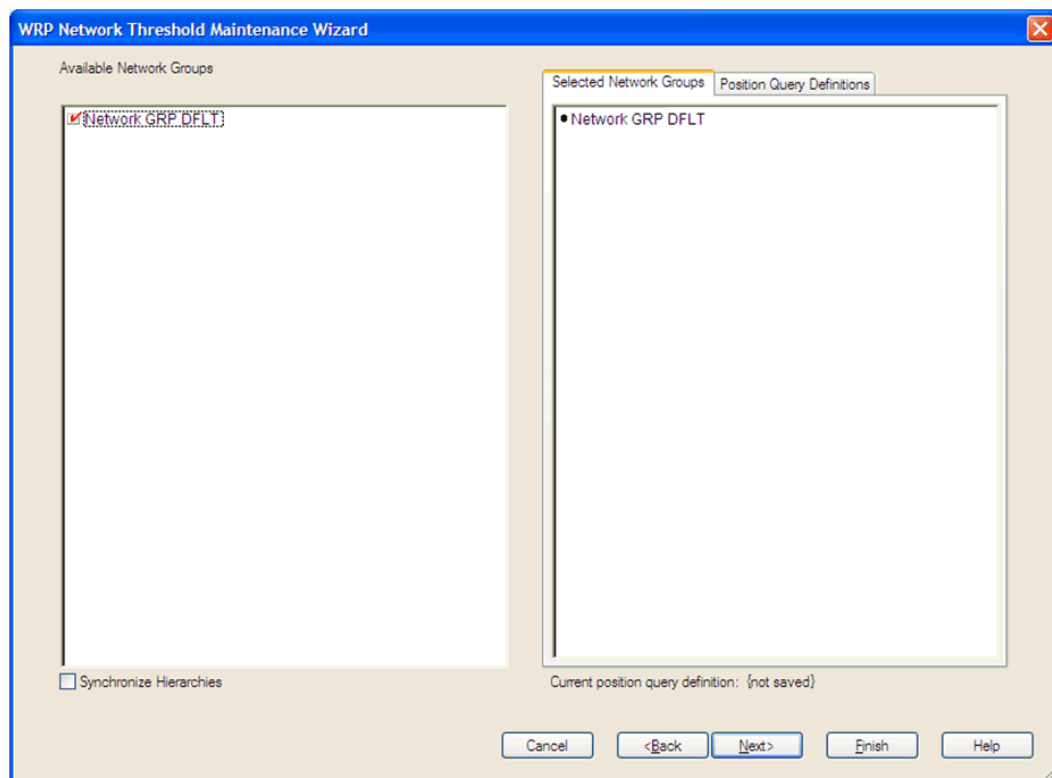 WRP Network Threshold Maintenance Wizard
Available Network Groups
Selected Network Groups
Position Query Definitions
Network GRP DFLT
Network GRP DFLT
Synchronize Hierarchies
Current position query definition: {not saved}
Cancel
<Back
Next>
Finish
Help